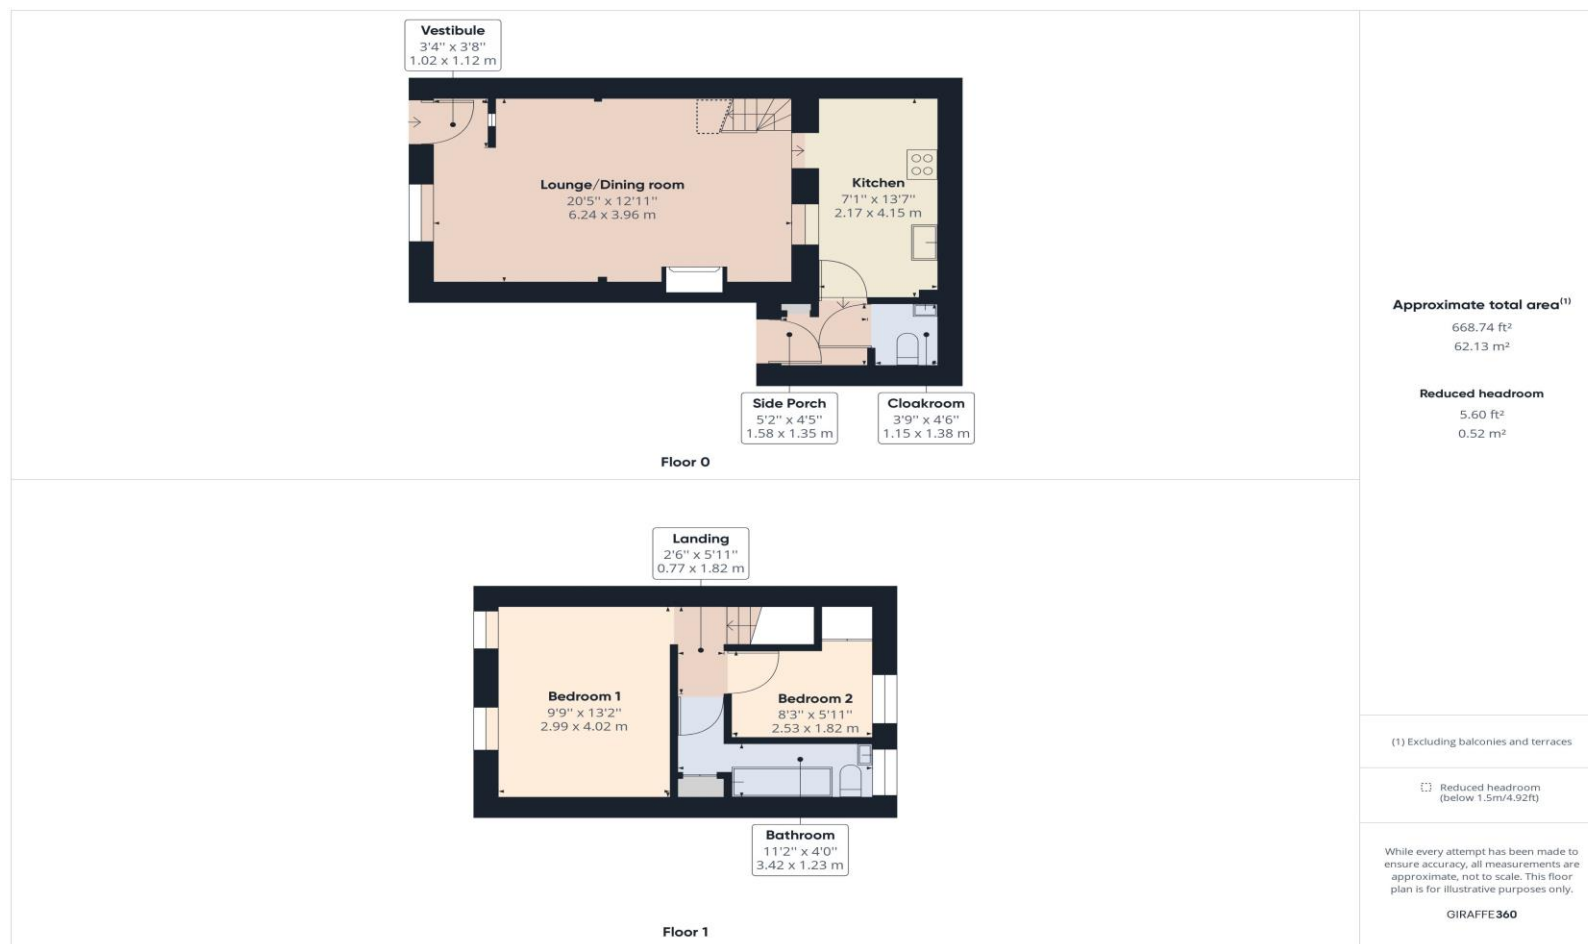 Vestibule
3'4'' x 3'8''
1.02 x 1.12 m
Lounge/Dining room
20'5'' x 12'11''
6.24 x 3.96 m
Kitchen
7'1'' x 13'7''
2.17 x 4.15 m
Side Porch
5'2'' x 4'5''
1.58 x 1.35 m
Cloakroom
3'9'' x 4'6''
1.15 x 1.38 m
Floor 0
Landing
2'6'' x 5'11''
0.77 x 1.82 m
Bedroom 1
9'9'' x 13'2''
2.99 x 4.02 m
Bedroom 2
8'3'' x 5'11''
2.53 x 1.82 m
Bathroom
11'2'' x 4'0''
3.42 x 1.23 m
Floor 1
Approximate total area(1)
668.74 ft²
62.13 m²
Reduced headroom
5.60 ft²
0.52 m²
(1) Excluding balconies and terraces
Reduced headroom
(below 1.5m/4.92ft)
While every attempt has been made to
ensure accuracy, all measurements are
approximate, not to scale. This floor
plan is for illustrative purposes only.
GIRAFFE360